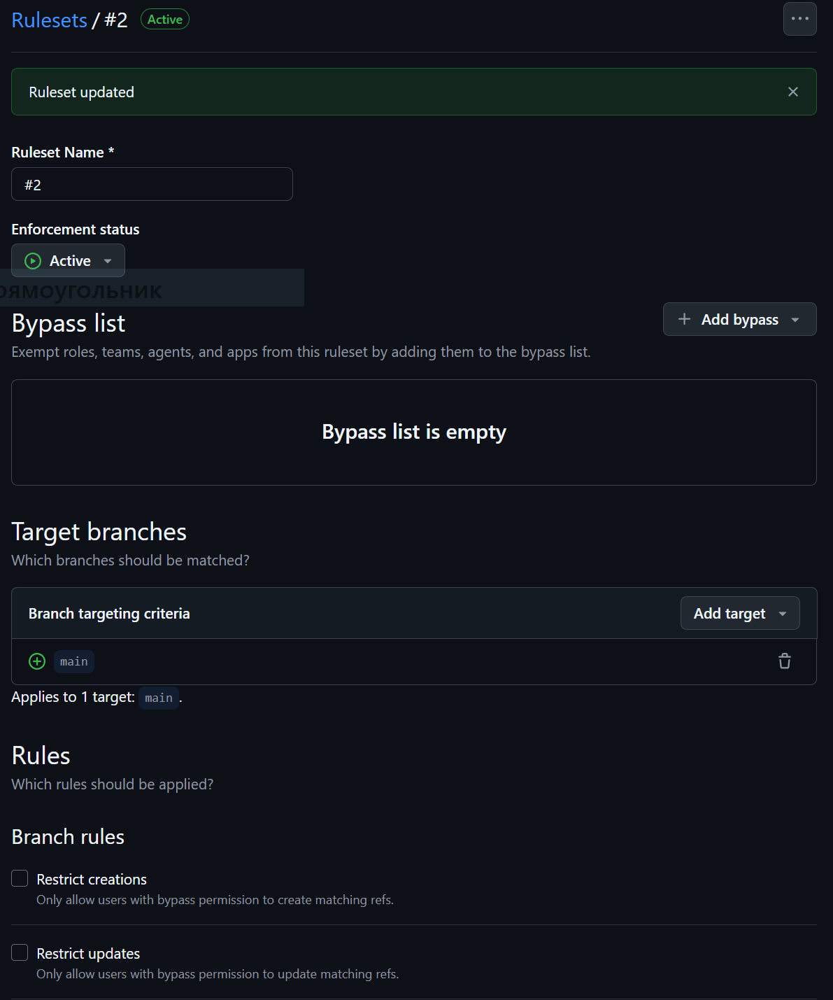 Rulesets / #2 Active
Ruleset updated
Ruleset Name *
#2
Enforcement status
Active
рямоугольник
Bypass list
Add bypass
Exempt roles, teams, agents, and apps from this ruleset by adding them to the bypass list.
Bypass list is empty
Target branches
Which branches should be matched?
Branch targeting criteria
Add target
main
Applies to 1 target: main.
Rules
Which rules should be applied?
Branch rules
Restrict creations
Only allow users with bypass permission to create matching refs.
Restrict updates
Only allow users with bypass permission to update matching refs.